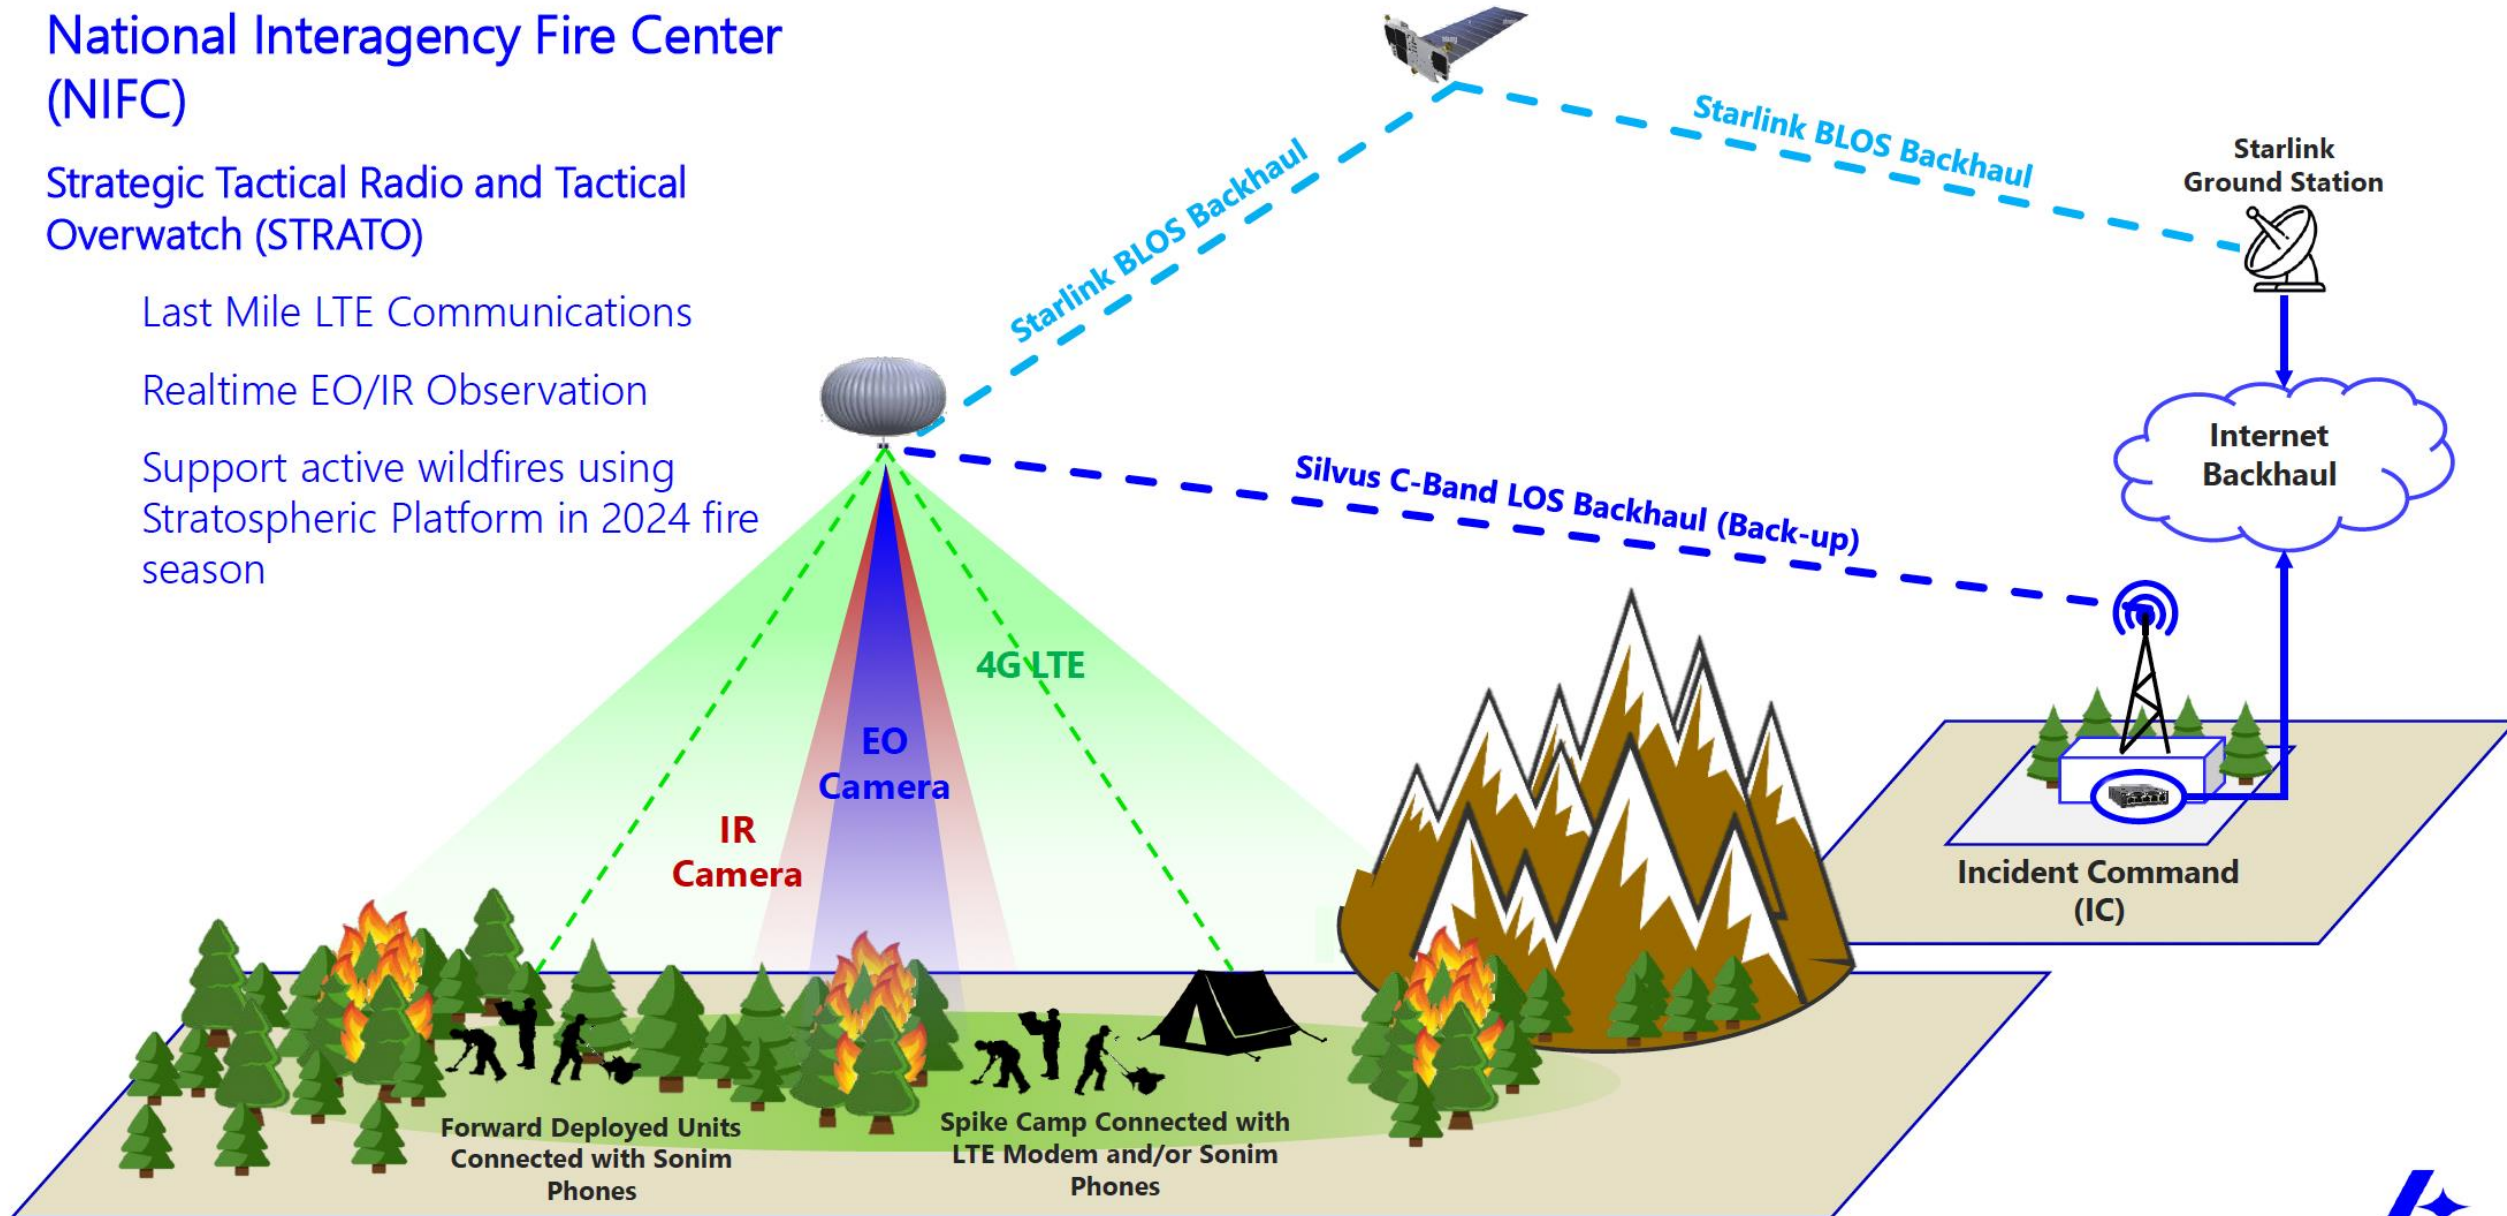 National Interagency Fire Center
(NIFC)
Strategic Tactical Radio and Tactical
Overwatch (STRATO)
Last Mile LTE Communications
Realtime EO/IR Observation
Support active wildfires using
Stratospheric Platform in 2024 fire
season
Starlink BLOS Backhaul
Starlink BLOS Backhaul
Starlink
Ground Station
Internet
Backhaul
Silvus C-Band LOS Backhaul (Back-up)
4G LTE
EO
Camera
IR
Camera
Incident Command
(IC)
Forward Deployed Units
Connected with Sonim
Phones
Spike Camp Connected with
LTE Modem and/or Sonim
Phones